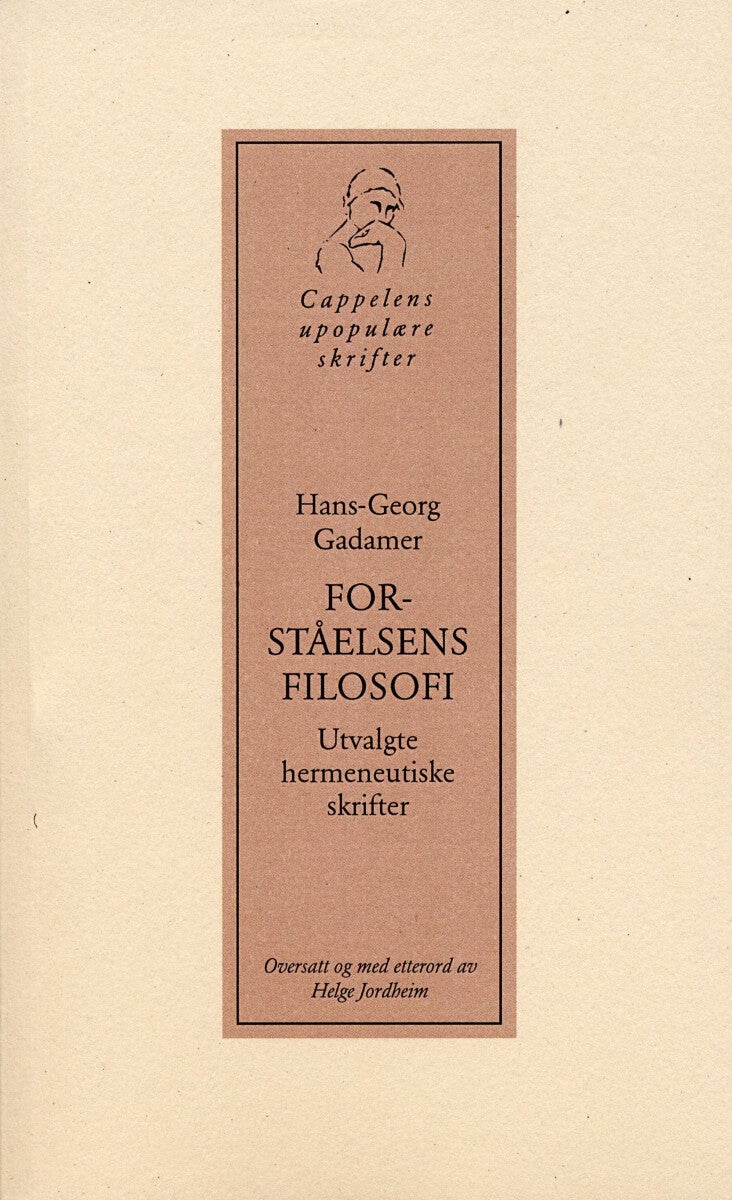 Cappelens
upopulære
skrifter
Hans-Georg
Gadamer
FOR-
STÅELSENS
FILOSOFI
Utvalgte
hermeneutiske
skrifter
Oversatt og med etterord av
Helge Jordheim